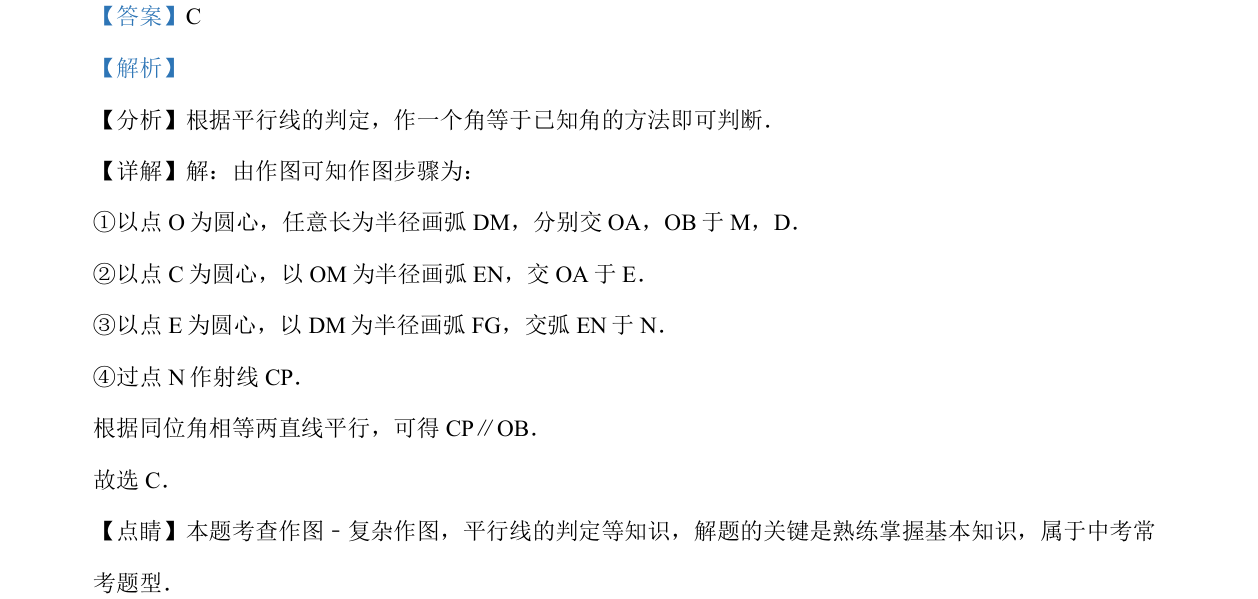 【答案】C
【解析】
【分析】根据平行线的判定，作一个角等于已知角的方法即可判断．
【详解】解：由作图可知作图步骤为：
①以点 O 为圆心，任意长为半径画弧 DM，分别交 OA，OB 于 M，D．
②以点 C 为圆心，以 OM 为半径画弧 EN，交 OA 于 E．
③以点 E 为圆心，以 DM 为半径画弧 FG，交弧 EN 于 N．
④过点 N 作射线 CP．
根据同位角相等两直线平行，可得 CP∥OB．
故选 C．
【点睛】本题考查作图﹣复杂作图，平行线的判定等知识，解题的关键是熟练掌握基本知识，属于中考常
考题型．